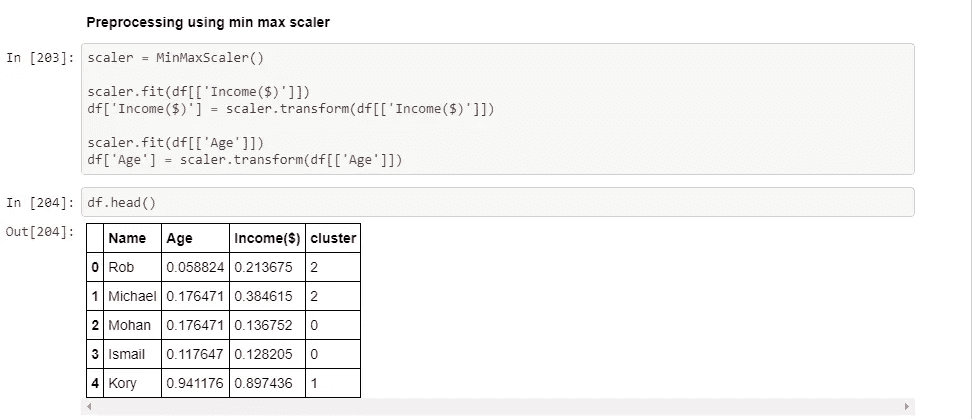 Preprocessing using min max scaler
In [203]: scaler = MinMaxScaler()
scaler.fit(df[['Income($)']])
df['Income($)'] = scaler.transform(df[['Income($)']])
scaler.fit(df[['Age']])
df['Age'] = scaler.transform(df[['Age']])
In [204]: df.head()
Out[204]:
Name Age Income($) cluster
0 Rob 0.058824 0.213675 2
1 Michael 0.176471 0.384615 2
2 Mohan 0.176471 0.136752 0
3 Ismail 0.117647 0.128205 0
4 Kory 0.941176 0.897436 1